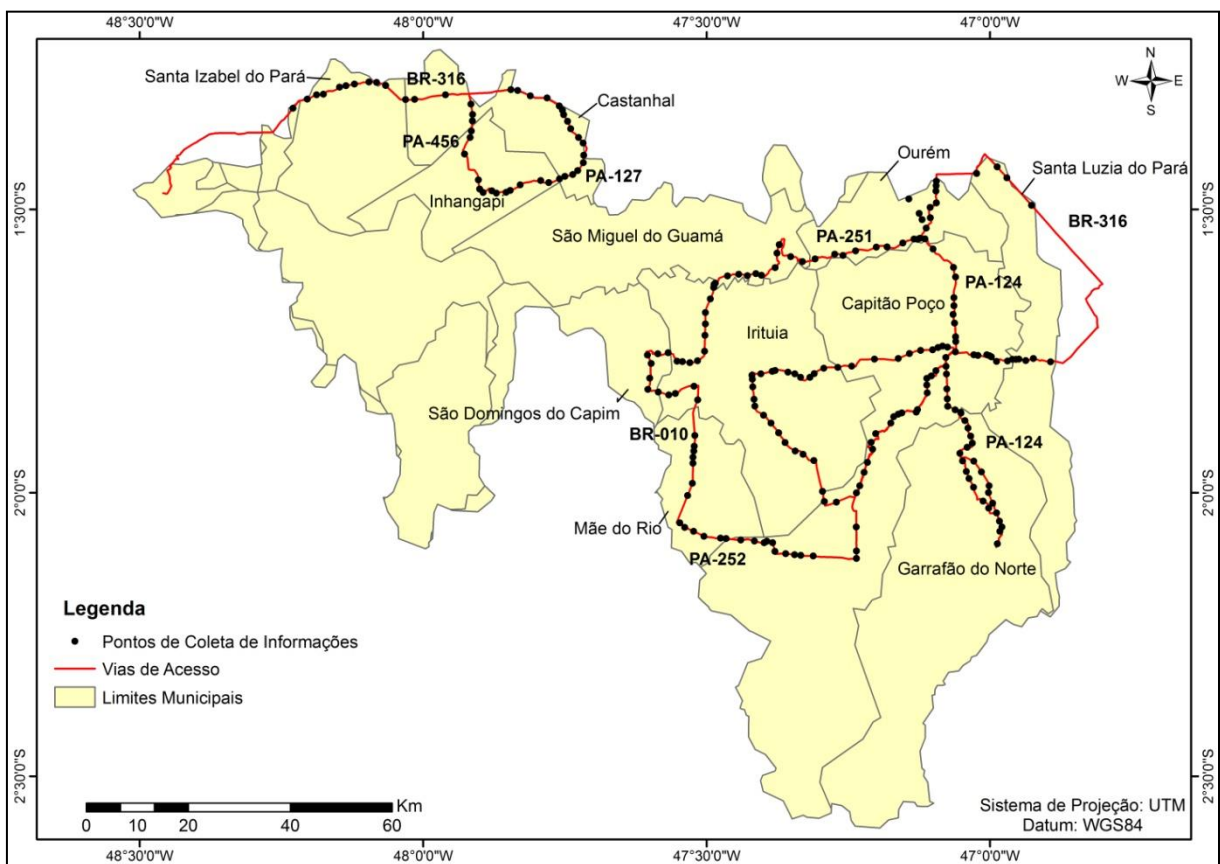 48°30'0"W 48°0'0"W 47°30'0"W 47°0'0"W
N
W E
S
Santa Izabel do Pará
BR-316
Castanhal
PA-456
PA-127
Inhangapi
Ourém
Santa Luzia do Pará
BR-316
1°30'0"S
1°30'0"S
São Miguel do Guamá
PA-251
PA-124
Capitão Poço
Irituia
São Domingos do Capim
BR-010
PA-124
2°0'0"S
2°0'0"S
Mãe do Rio
PA-252
Garrafão do Norte
Legenda
Pontos de Coleta de Informações
Vias de Acesso
Limites Municipais
2°30'0"S
2°30'0"S
Km
0 10 20 40 60
Sistema de Projeção: UTM
Datum: WGS84
48°30'0"W 48°0'0"W 47°30'0"W 47°0'0"W